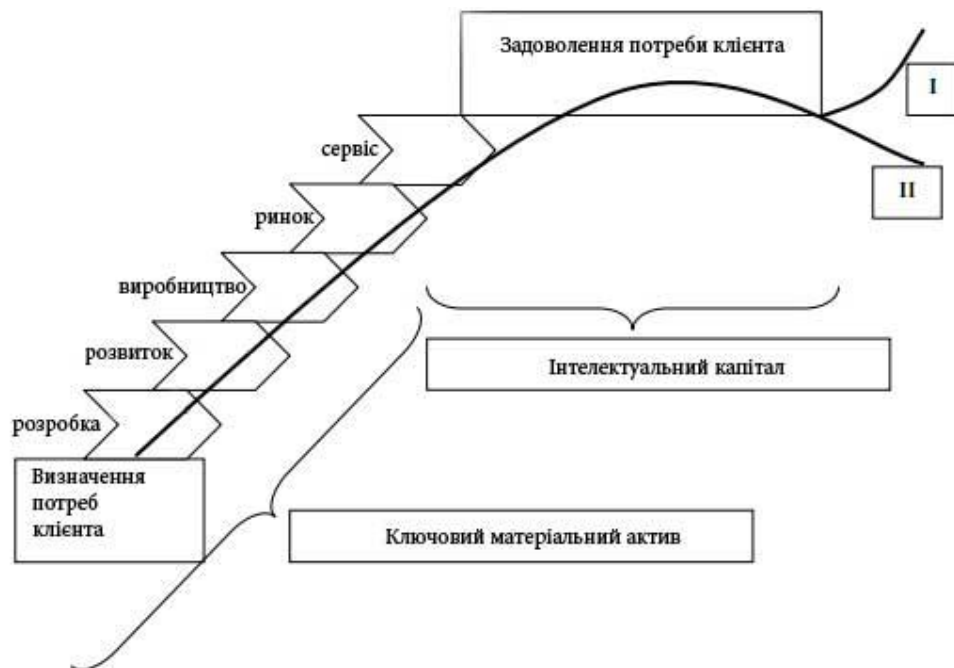 Задоволення потреби клієнта
I
сервіс
II
ринок
виробництво
розвиток
Інтелектуальний капітал
розробка
Визначення
потреб
клієнта
Ключовий матеріальний актив